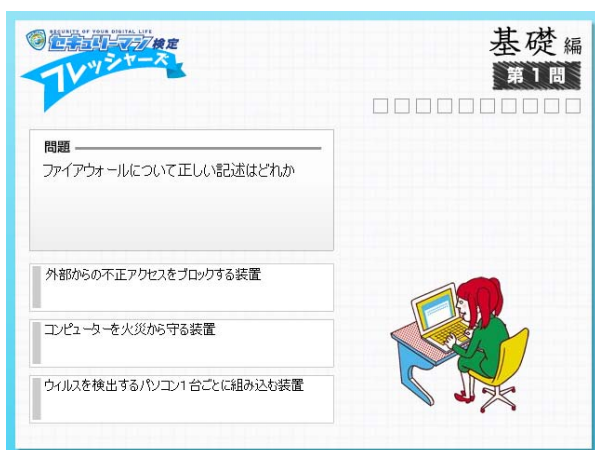 SECURITY OF YOUR DIGITAL LIFE
セキュリーマン検定
フレッシャーズ
基礎編
第1問
問題
ファイアウォールについて正しい記述はどれか
外部からの不正アクセスをブロックする装置
コンピューターを火災から守る装置
ウィルスを検出するパソコン1台ごとに組み込む装置